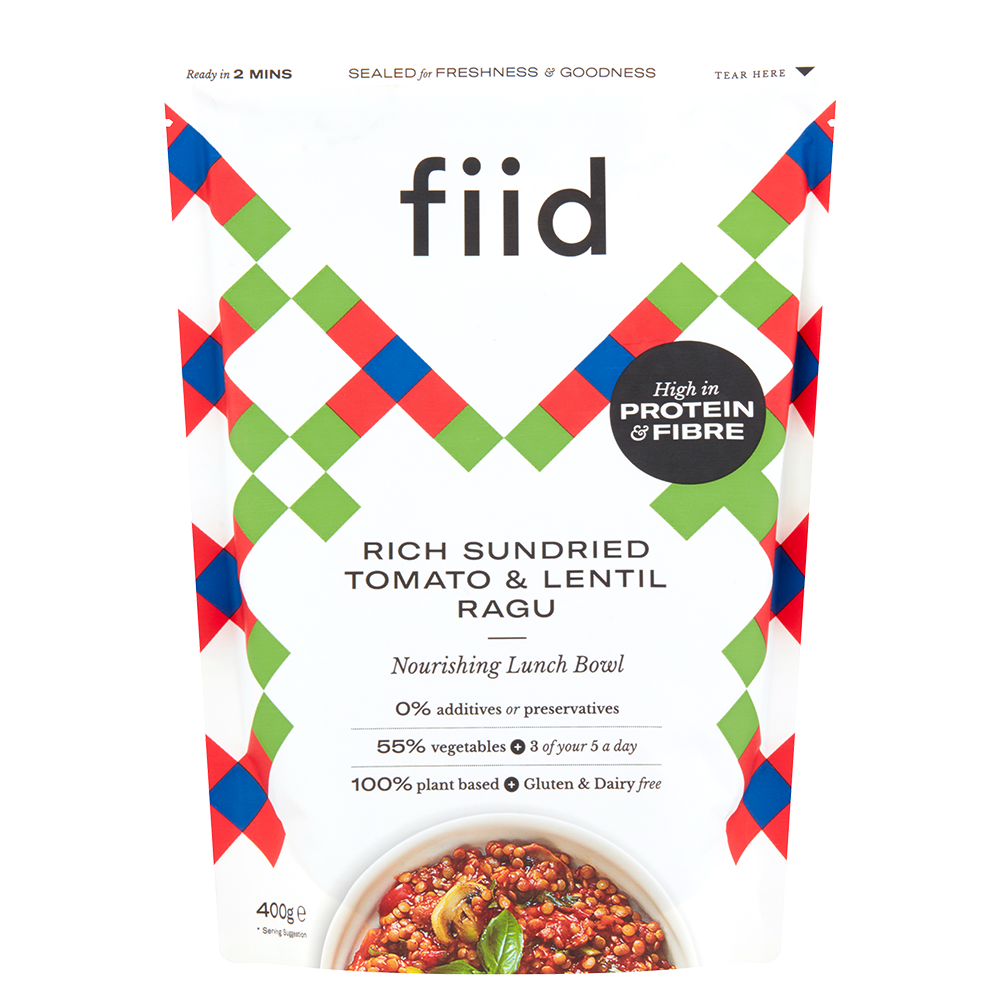 Ready in 2 MINS
SEALED for FRESHNESS & GOODNESS
TEAR HERE
fiid
High in
PROTEIN
& FIBRE
RICH SUNDRIED
TOMATO & LENTIL
RAGU
Nourishing Lunch Bowl
0% additives or preservatives
55% vegetables + 3 of your 5 a day
100% plant based + Gluten & Dairy free
400g ℮
* Serving Suggestion